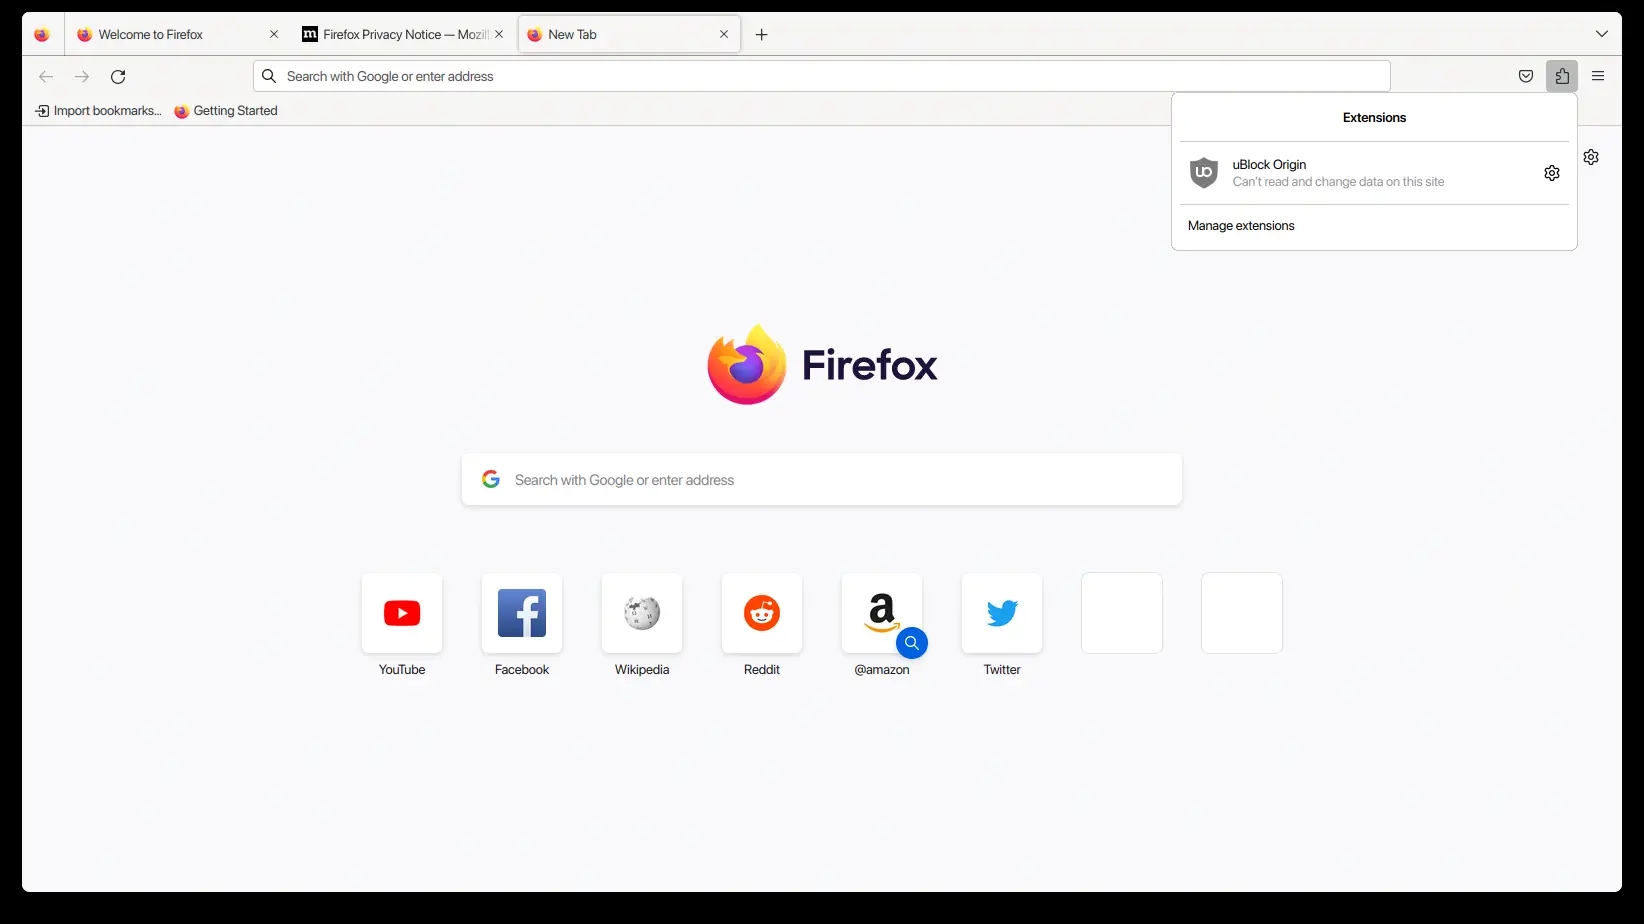 Welcome to Firefox
Firefox Privacy Notice — Mozil
New Tab
Search with Google or enter address
Import bookmarks...
Getting Started
Extensions
uBlock Origin
Can't read and change data on this site
Manage extensions
Firefox
Search with Google or enter address
YouTube
Facebook
Wikipedia
Reddit
@amazon
Twitter